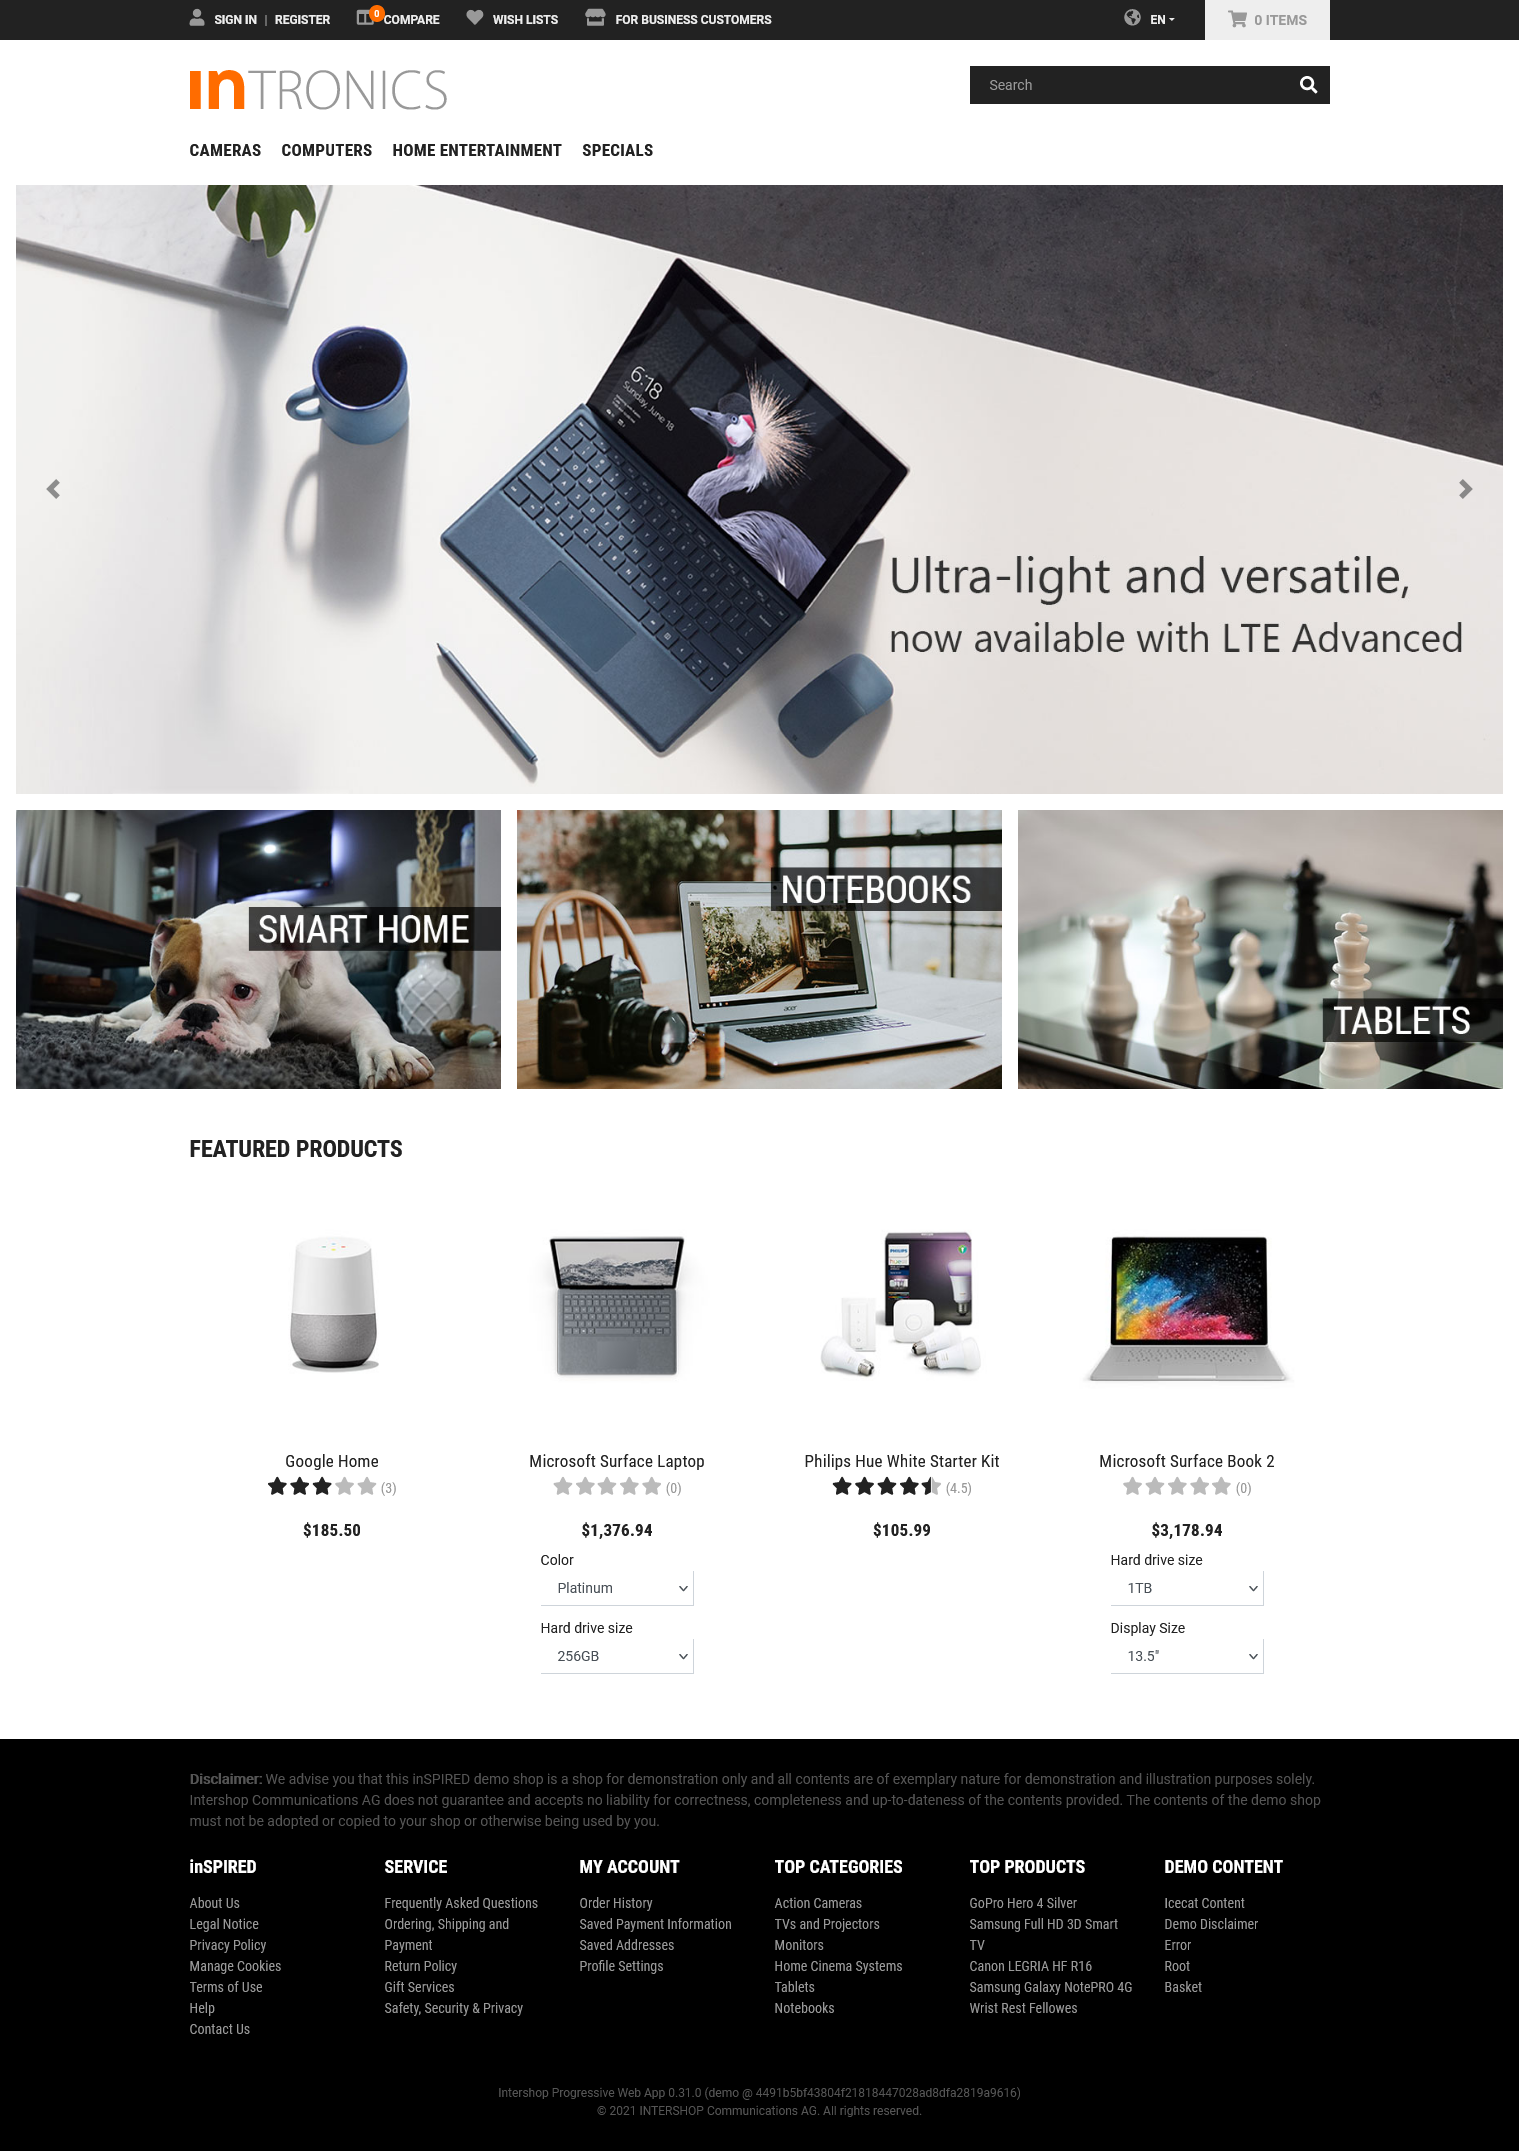 SIGN IN | REGISTER 0 COMPARE WISH LISTS FOR BUSINESS CUSTOMERS EN 0 ITEMS
inTRONICS
Search
CAMERAS COMPUTERS HOME ENTERTAINMENT SPECIALS
6:18
Sunday, June 18
Ultra-light and versatile,
now available with LTE Advanced
SMART HOME
NOTEBOOKS
acer
TABLETS
FEATURED PRODUCTS
PHILIPS
Google Home
(3)
$185.50
Microsoft Surface Laptop
(0)
$1,376.94
Color
Platinum
Hard drive size
256GB
Philips Hue White Starter Kit
(4.5)
$105.99
Microsoft Surface Book 2
(0)
$3,178.94
Hard drive size
1TB
Display Size
13.5"
Disclaimer: We advise you that this inSPIRED demo shop is a shop for demonstration only and all contents are of exemplary nature for demonstration and illustration purposes solely.
Intershop Communications AG does not guarantee and accepts no liability for correctness, completeness and up-to-dateness of the contents provided. The contents of the demo shop
must not be adopted or copied to your shop or otherwise being used by you.
inSPIRED
About Us
Legal Notice
Privacy Policy
Manage Cookies
Terms of Use
Help
Contact Us
SERVICE
Frequently Asked Questions
Ordering, Shipping and
Payment
Return Policy
Gift Services
Safety, Security & Privacy
MY ACCOUNT
Order History
Saved Payment Information
Saved Addresses
Profile Settings
TOP CATEGORIES
Action Cameras
TVs and Projectors
Monitors
Home Cinema Systems
Tablets
Notebooks
TOP PRODUCTS
GoPro Hero 4 Silver
Samsung Full HD 3D Smart
TV
Canon LEGRIA HF R16
Samsung Galaxy NotePRO 4G
Wrist Rest Fellowes
DEMO CONTENT
Icecat Content
Demo Disclaimer
Error
Root
Basket
Intershop Progressive Web App 0.31.0 (demo @ 4491b5bf43804f21818447028ad8dfa2819a9616)
© 2021 INTERSHOP Communications AG. All rights reserved.